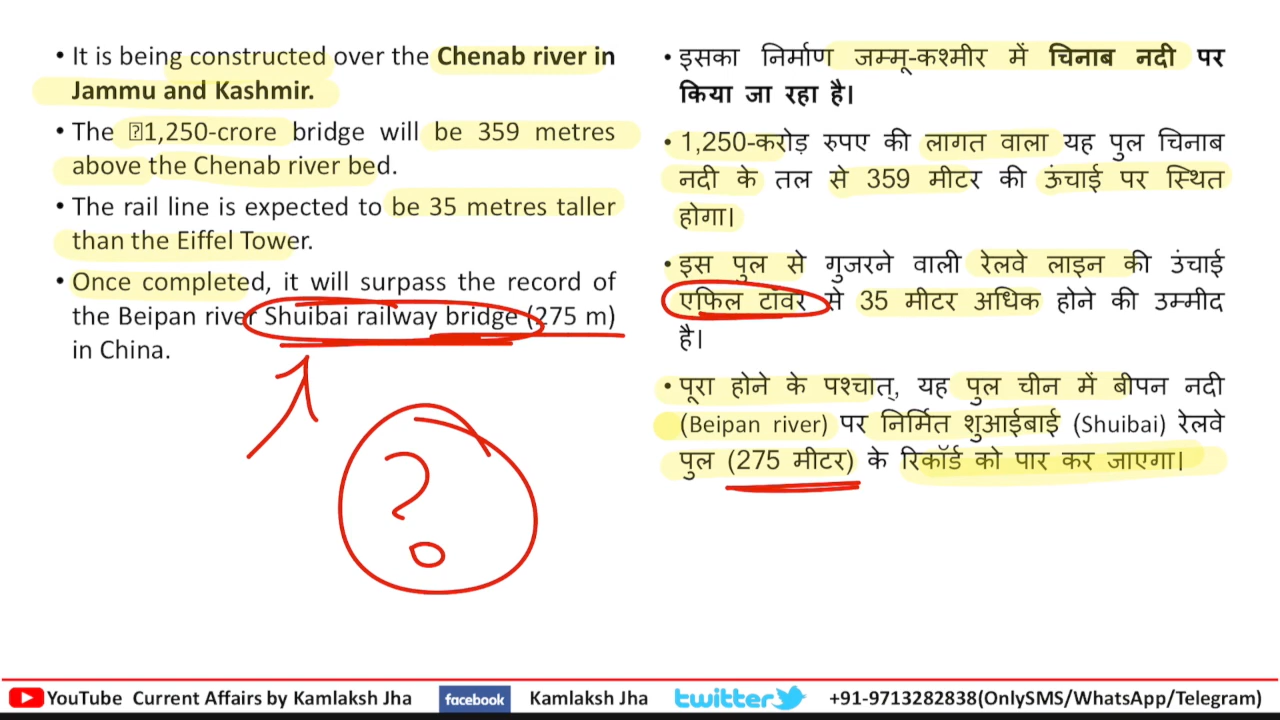 • It is being constructed over the Chenab river in
Jammu and Kashmir.
• The 1,250-crore bridge will be 359 metres
above the Chenab river bed.
• The rail line is expected to be 35 metres taller
than the Eiffel Tower.
• Once completed, it will surpass the record of
the Beipan river Shuibai railway bridge (275 m)
in China.
?
• इसका निर्माण जम्मू-कश्मीर में चिनाब नदी पर
किया जा रहा है।
• 1,250-करोड़ रुपए की लागत वाला यह पुल चिनाब
नदी के तल से 359 मीटर की ऊंचाई पर स्थित
होगा।
• इस पुल से गुजरने वाली रेलवे लाइन की उंचाई
एफिल टॉवर से 35 मीटर अधिक होने की उम्मीद
है।
• पूरा होने के पश्चात्, यह पुल चीन में बीपन नदी
(Beipan river) पर निर्मित शुआईबाई (Shuibai) रेलवे
पुल (275 मीटर) के रिकॉर्ड को पार कर जाएगा।
YouTube Current Affairs by Kamlaksh Jha facebook Kamlaksh Jha twitter +91-9713282838(OnlySMS/WhatsApp/Telegram)